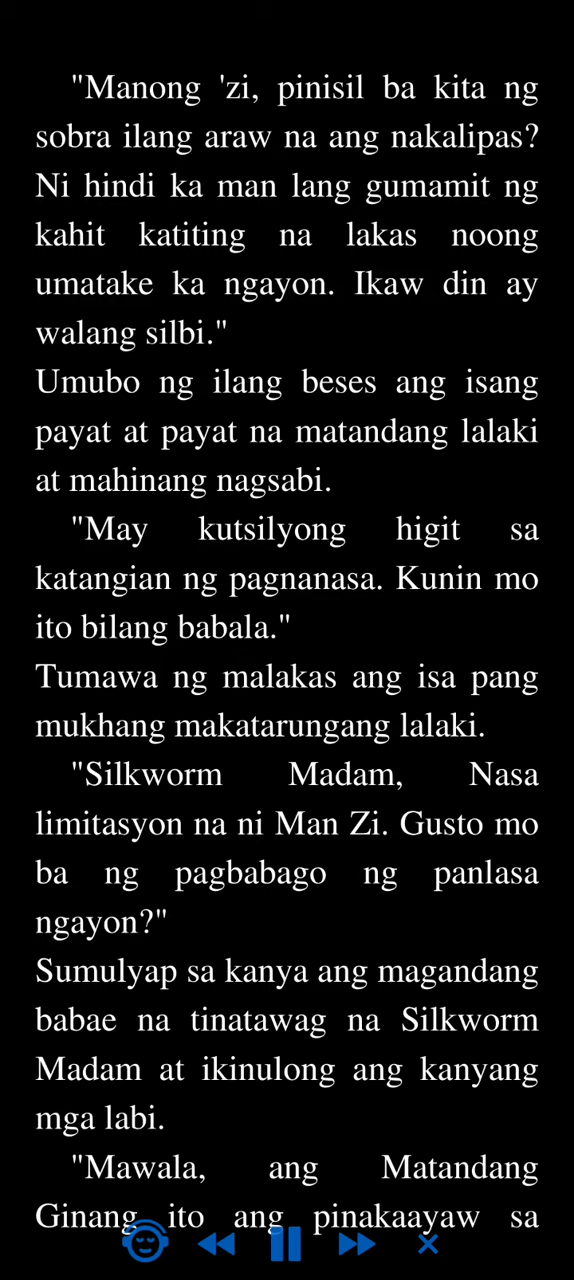 "Manong 'zi, pinisil ba kita ng
sobra ilang araw na ang nakalipas?
Ni hindi ka man lang gumamit ng
kahit katiting na lakas noong
umatake ka ngayon. Ikaw din ay
walang silbi."
Umubo ng ilang beses ang isang
payat at payat na matandang lalaki
at mahinang nagsabi.
"May kutsilyong higit sa
katangian ng pagnanasa. Kunin mo
ito bilang babala."
Tumawa ng malakas ang isa pang
mukhang makatarungang lalaki.
"Silkworm Madam, Nasa
limitasyon na ni Man Zi. Gusto mo
ba ng pagbabago ng panlasa
ngayon?"
Sumulyap sa kanya ang magandang
babae na tinatawag na Silkworm
Madam at ikinulong ang kanyang
mga labi.
"Mawala, ang Matandang
Ginang ito ang pinakaayaw sa